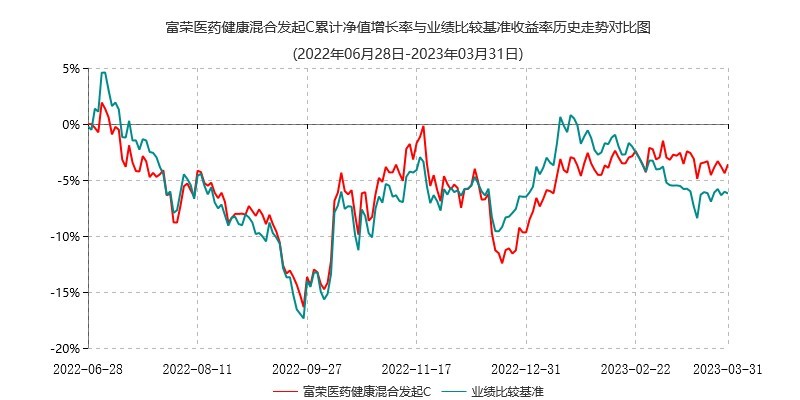 富荣医药健康混合发起C累计净值增长率与业绩比较基准收益率历史走势对比图
(2022年06月28日-2023年03月31日)
5%
0%
-5%
-10%
-15%
-20%
2022-06-28 2022-08-11 2022-09-27 2022-11-17 2022-12-31 2023-02-22 2023-03-31
富荣医药健康混合发起C 业绩比较基准